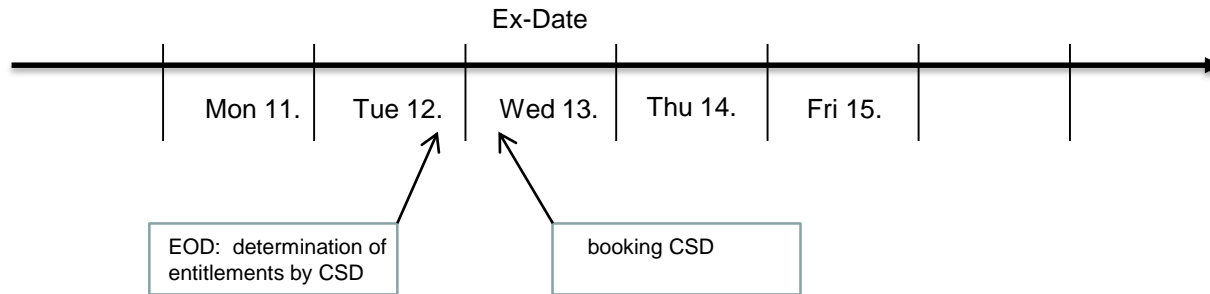 Ex-Date
Mon 11.
Tue 12.
Wed 13.
Thu 14.
Fri 15.
EOD: determination of
entitlements by CSD
booking CSD